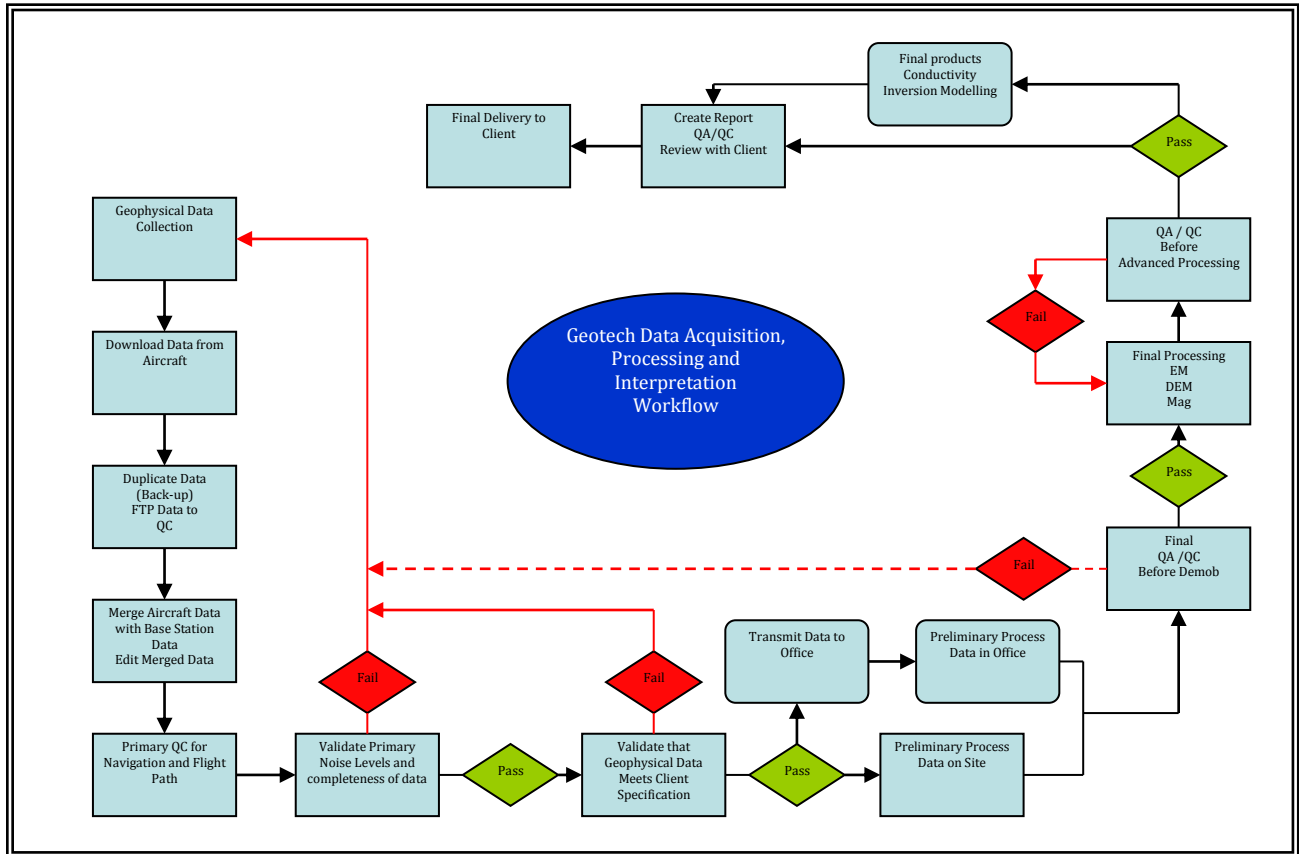 Final products
Conductivity
Inversion Modelling
Final Delivery to
Client
Create Report
QA/QC
Review with Client
Pass
Geophysical Data
Collection
QA / QC
Before
Advanced Processing
Fail
Geotech Data Acquisition,
Processing and
Interpretation
Workflow
Download Data from
Aircraft
Final Processing
EM
DEM
Mag
Pass
Duplicate Data
(Back-up)
FTP Data to
QC
Final
QA /QC
Before Demob
Fail
Merge Aircraft Data
with Base Station
Data
Edit Merged Data
Fail
Fail
Transmit Data to
Office
Preliminary Process
Data in Office
Primary QC for
Navigation and Flight
Path
Validate Primary
Noise Levels and
completeness of data
Pass
Validate that
Geophysical Data
Meets Client
Specification
Pass
Preliminary Process
Data on Site